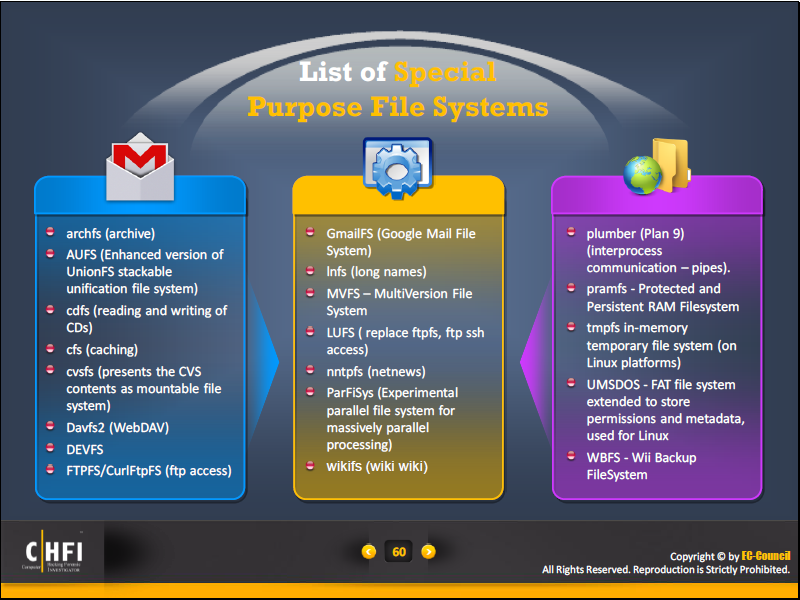 List of Special
Purpose File Systems
archfs (archive)
AUFS (Enhanced version of
UnionFS stackable
unification file system)
cdfs (reading and writing of
CDs)
cfs (caching)
cvsfs (presents the CVS
contents as mountable file
system)
Davfs2 (WebDAV)
DEVFS
FTPFS/CurlFtpFS (ftp access)
GmailFS (Google Mail File
System)
lnfs (long names)
MVFS – MultiVersion File
System
LUFS ( replace ftpfs, ftp ssh
access)
nntpfs (netnews)
ParFiSys (Experimental
parallel file system for
massively parallel
processing)
wikifs (wiki wiki)
plumber (Plan 9)
(interprocess
communication – pipes).
pramfs - Protected and
Persistent RAM Filesystem
tmpfs in-memory
temporary file system (on
Linux platforms)
UMSDOS - FAT file system
extended to store
permissions and metadata,
used for Linux
WBFS - Wii Backup
FileSystem
CHFI
Computer Hacking Forensic
INVESTIGATOR
60
Copyright © by EC-Council
All Rights Reserved. Reproduction is Strictly Prohibited.